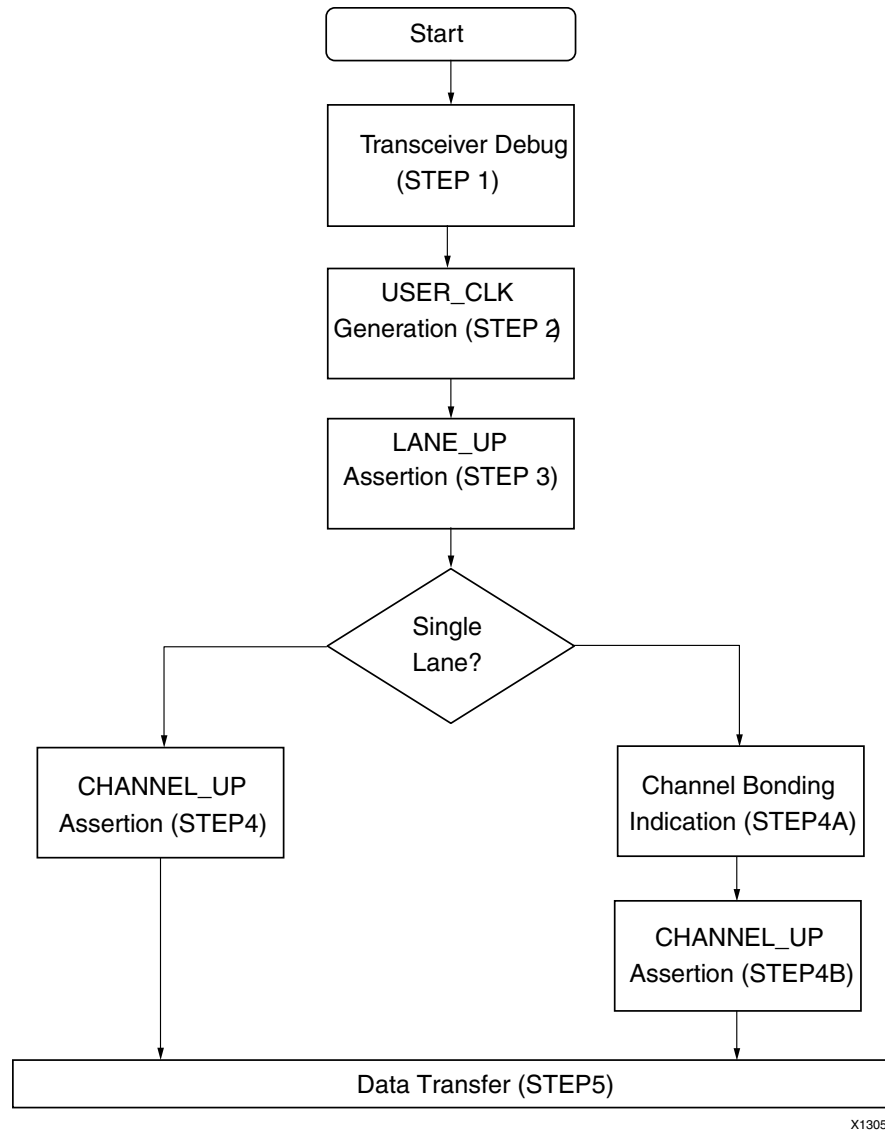 Start
Transceiver Debug
(STEP 1)
USER_CLK
Generation (STEP 2)
LANE_UP
Assertion (STEP 3)
Single
Lane?
CHANNEL_UP
Assertion (STEP4)
Channel Bonding
Indication (STEP4A)
CHANNEL_UP
Assertion (STEP4B)
Data Transfer (STEP5)
X1305